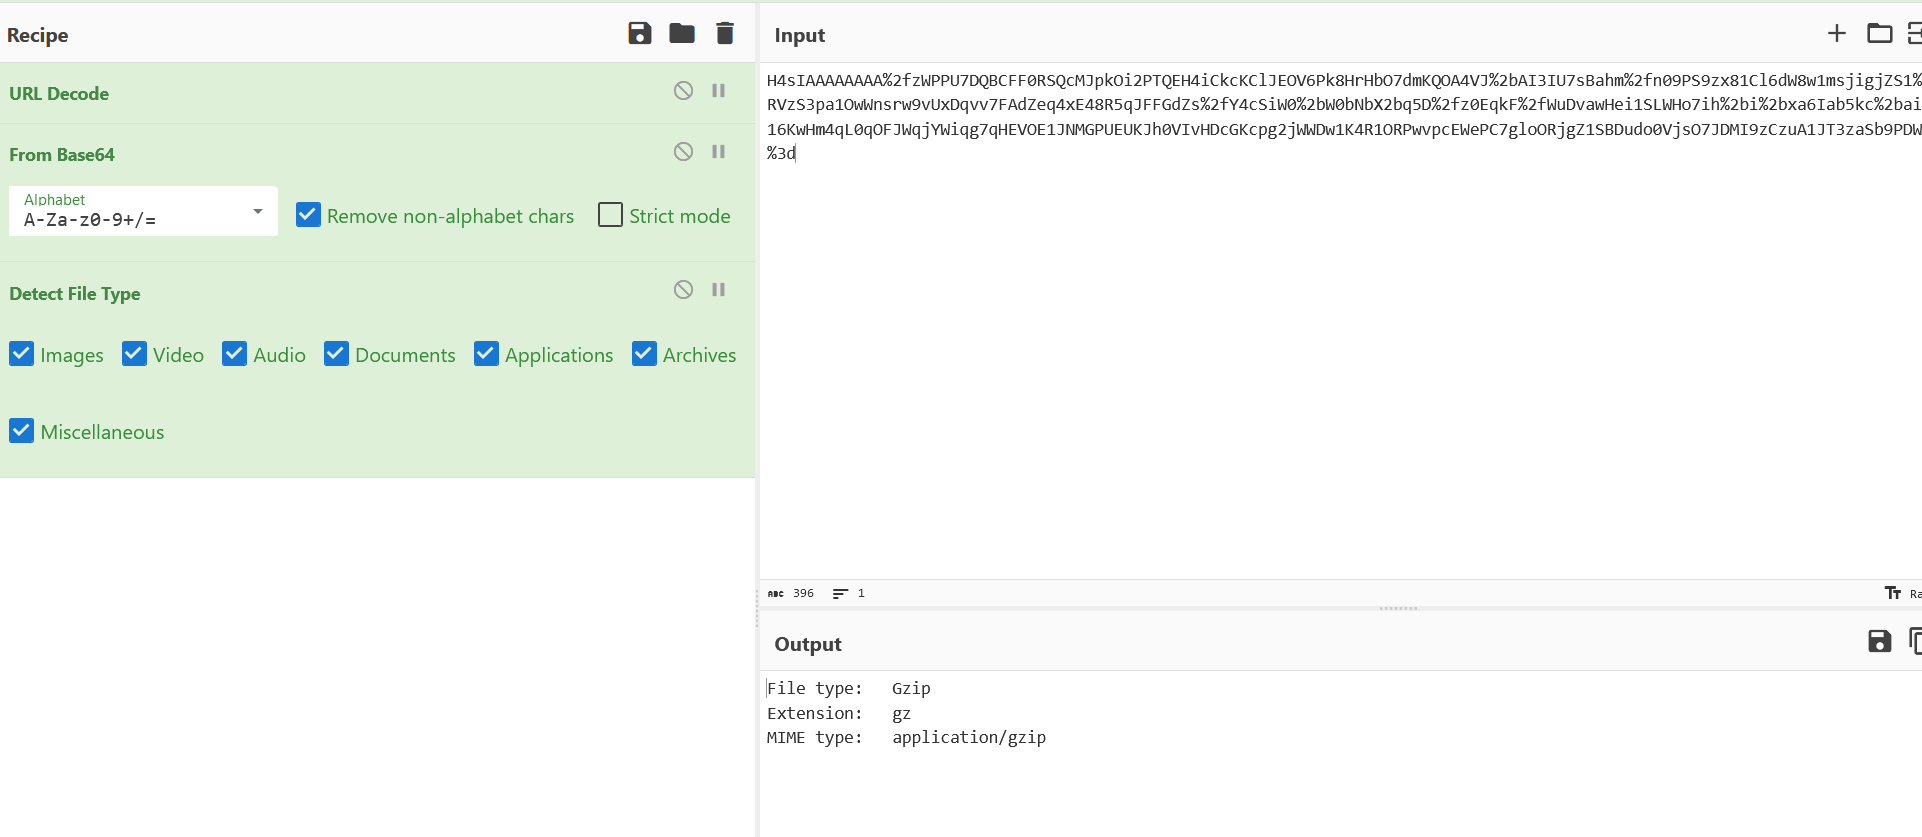 Recipe
URL Decode
From Base64
Alphabet
A-Za-z0-9+/=
Remove non-alphabet chars
Strict mode
Detect File Type
Images
Video
Audio
Documents
Applications
Archives
Miscellaneous
Input
H4sIAAAAAAAA%2fzWPPU7DQBCFF0RSQcMJpkOi2PTQEH4iCkcKClJEOV6Pk8HrHbO7dmKQOA4VJ%2bAI3IU7sBahm%2fn09PS9zx81Cl6dW8w1msjigjZS1%
RVzS3pa1OwWnsrw9vUxDqvv7FAdZeq4xE48R5qJFFGdZs%2fY4cSiW0%2bW0bNbX2bq5D%2fz0EqkF%2fWuDvawHei1SLWHo7ih%2bi%2bxa6Iab5kc%2bai
16KwHm4qL0qOFJWqjYWiqg7qHEVOE1JNMGPUEUKJh0VIvHDcGKcpg2jWWDw1K4R1ORPwvpcEWePC7gloORjgZ1SBDudo0VjsO7JDMI9zCzuA1JT3zaSb9PDW
%3d
ABC 396
1
Output
File type: Gzip
Extension: gz
MIME type: application/gzip